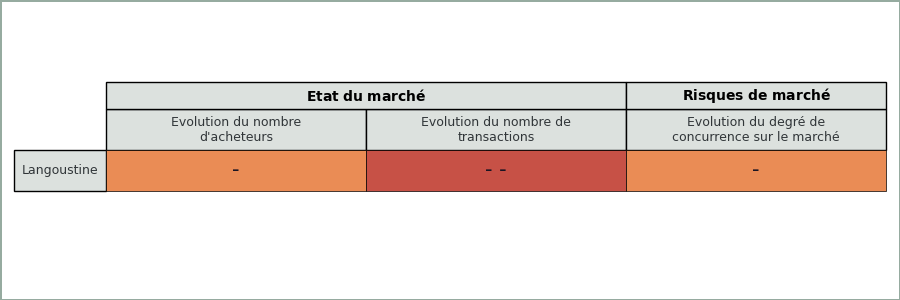 Etat du marché
Risques de marché
Evolution du nombre
d'acheteurs
Evolution du nombre de
transactions
Evolution du degré de
concurrence sur le marché
Langoustine
–
– –
–